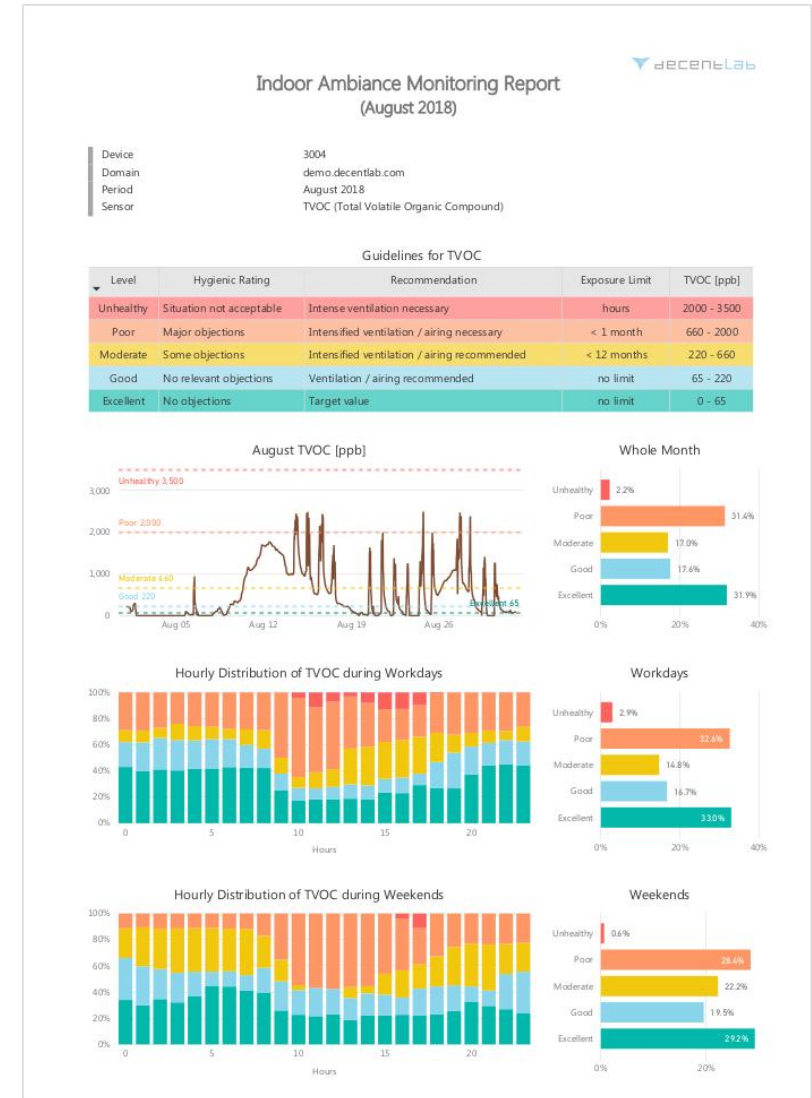 decentlab
Indoor Ambiance Monitoring Report
(August 2018)
Device 3004
Domain demo.decentlab.com
Period August 2018
Sensor TVOC (Total Volatile Organic Compound)
Guidelines for TVOC
Level Hygienic Rating Recommendation Exposure Limit TVOC [ppb]
Unhealthy Situation not acceptable Intense ventilation necessary hours 2000 - 3500
Poor Major objections Intensified ventilation / airing necessary < 1 month 660 - 2000
Moderate Some objections Intensified ventilation / airing recommended < 12 months 220 - 660
Good No relevant objections Ventilation / airing recommended no limit 65 - 220
Excellent No objections Target value no limit 0 - 65
August TVOC [ppb]
Unhealthy 3,500
3,000
Poor 2,000
2,000
1,000
Moderate 660
Good 220
Excellent 65
0
Aug 05 Aug 12 Aug 19 Aug 26
Whole Month
Unhealthy 2.2%
Poor 31.4%
Moderate 17.0%
Good 17.6%
Excellent 31.9%
0% 20% 40%
Hourly Distribution of TVOC during Workdays
100%
80%
60%
40%
20%
0%
0 5 10 15 20
Hours
Workdays
Unhealthy 2.9%
Poor 32.6%
Moderate 14.8%
Good 16.7%
Excellent 33.0%
0% 20% 40%
Hourly Distribution of TVOC during Weekends
100%
80%
60%
40%
20%
0%
0 5 10 15 20
Hours
Weekends
Unhealthy 0.6%
Poor 28.4%
Moderate 22.2%
Good 19.5%
Excellent 29.2%
0% 20%